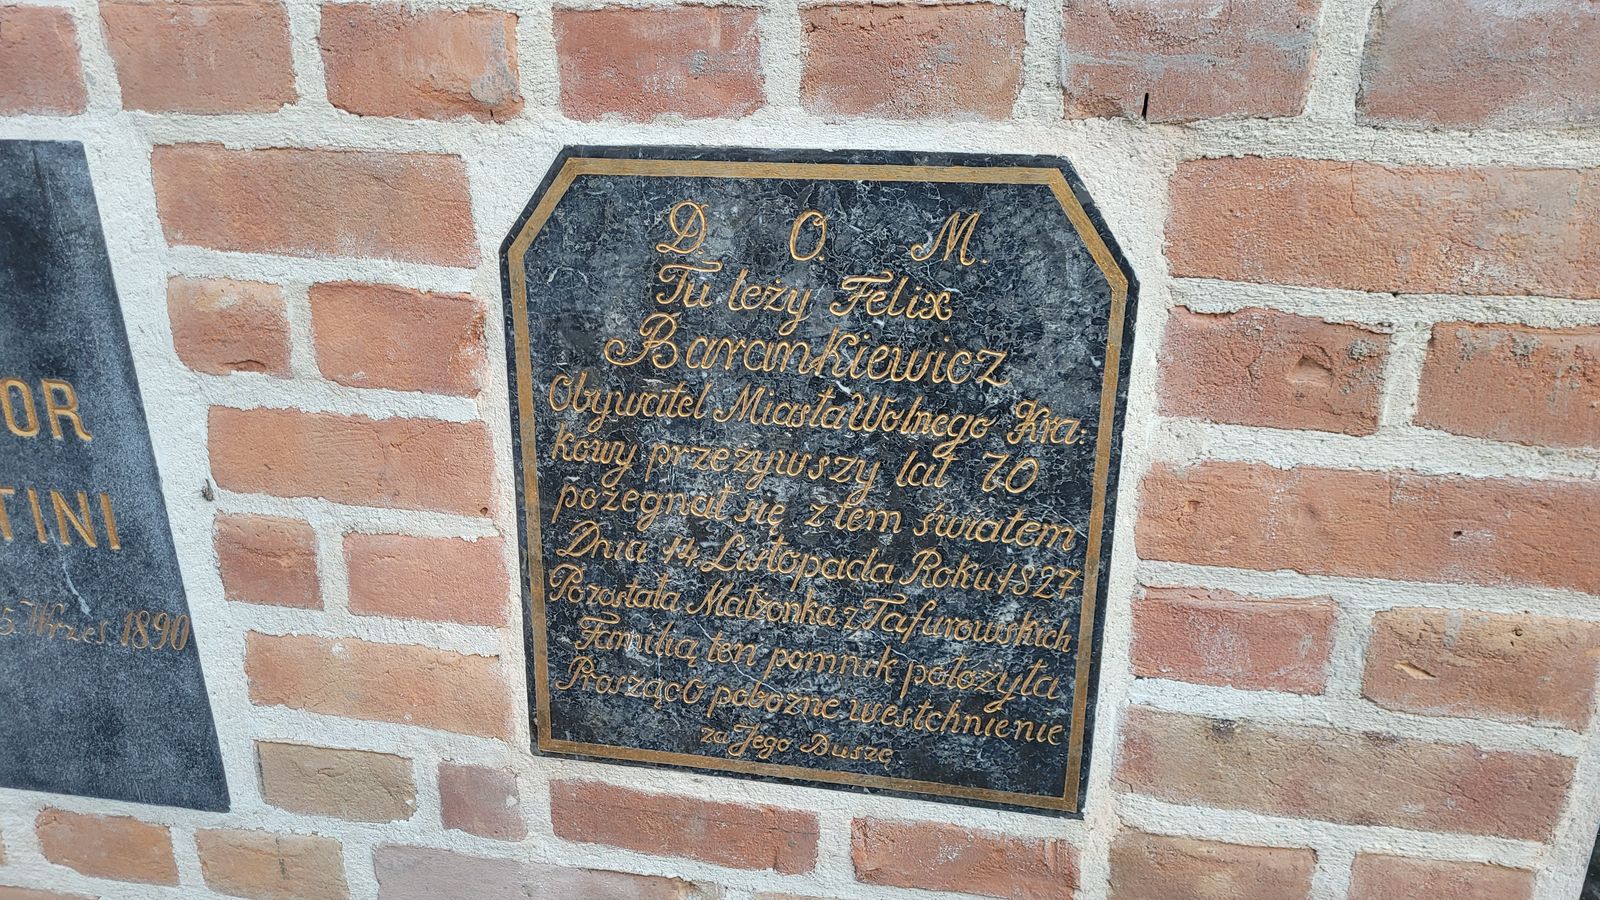 OR
TINI
5. Wrzes 1890
D. O. M.
Tu leży Felix
Barankiewicz
Obywatel Miasta Wolnego Kra-
kowy przeżywszy lat 70
pożegnał się z tem światem
Dnia 14. Listopada Roku 1827
Pozostała Małżonka z Tafurowskich
Familią ten pomnik położyła
Prosząc O pobożne westchnienie
za Jego Duszę.